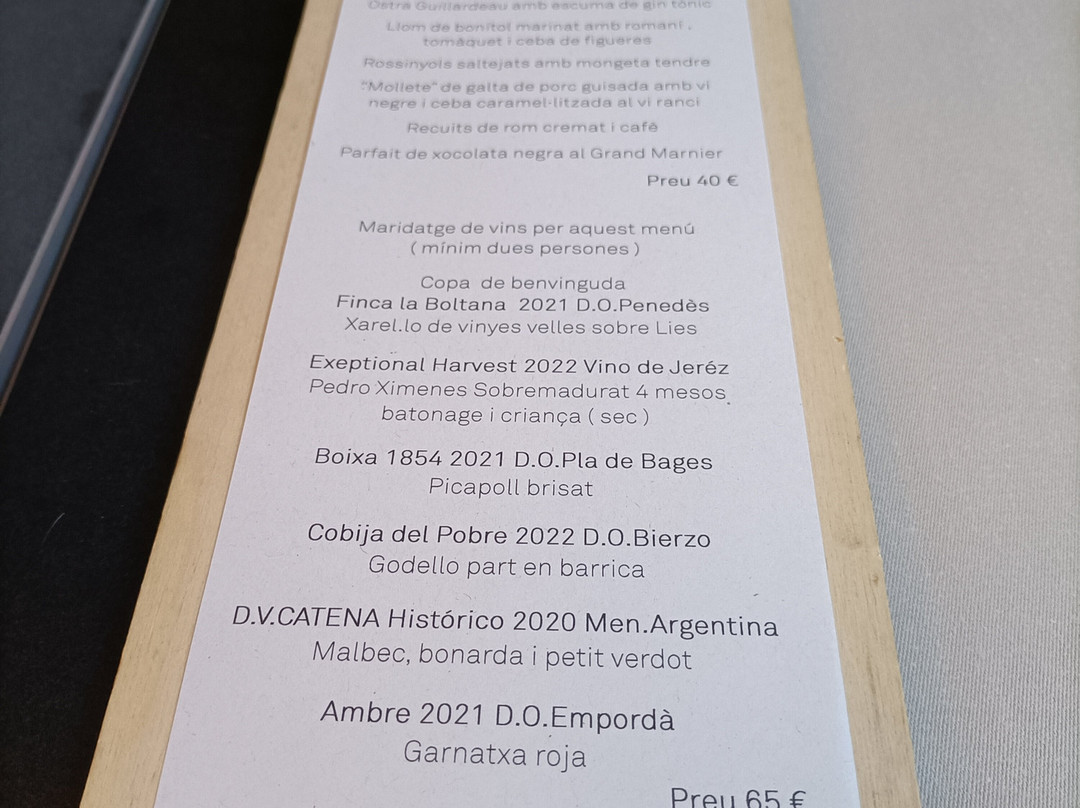 Ostra Guillardeau amb escuma de gin tònic
Llom de bonítol marinat amb romaní ,
tomàquet i ceba de figueres
Rossinyols saltejats amb mongeta tendre
"Mollete" de galta de porc guisada amb vi
negre i ceba caramel·litzada al vi ranci
Recuits de rom cremat i cafè
Parfait de xocolata negra al Grand Marnier
Preu 40 €
Maridatge de vins per aquest menú
( mínim dues persones )
Copa de benvinguda
Finca la Boltana 2021 D.O.Penedès
Xarel.lo de vinyes velles sobre Lies
Exeptional Harvest 2022 Vino de Jeréz
Pedro Ximenes Sobremadurat 4 mesos,
batonage i criança ( sec )
Boixa 1854 2021 D.O.Pla de Bages
Picapoll brisat
Cobija del Pobre 2022 D.O.Bierzo
Godello part en barrica
D.V.CATENA Histórico 2020 Men.Argentina
Malbec, bonarda i petit verdot
Ambre 2021 D.O.Empordà
Garnatxa roja
Preu 65 €